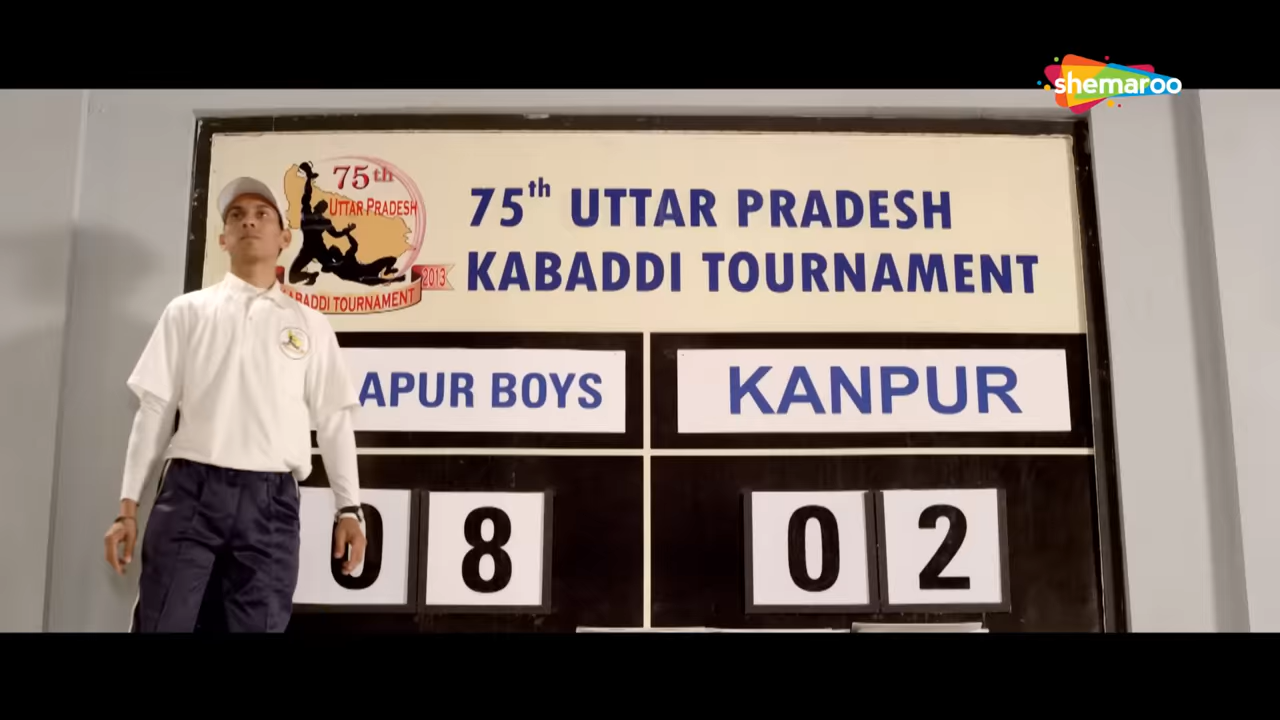 shemaroo
75th
UTTAR PRADESH
2013
KABADDI TOURNAMENT
75th UTTAR PRADESH
KABADDI TOURNAMENT
APUR BOYS
KANPUR
08
02